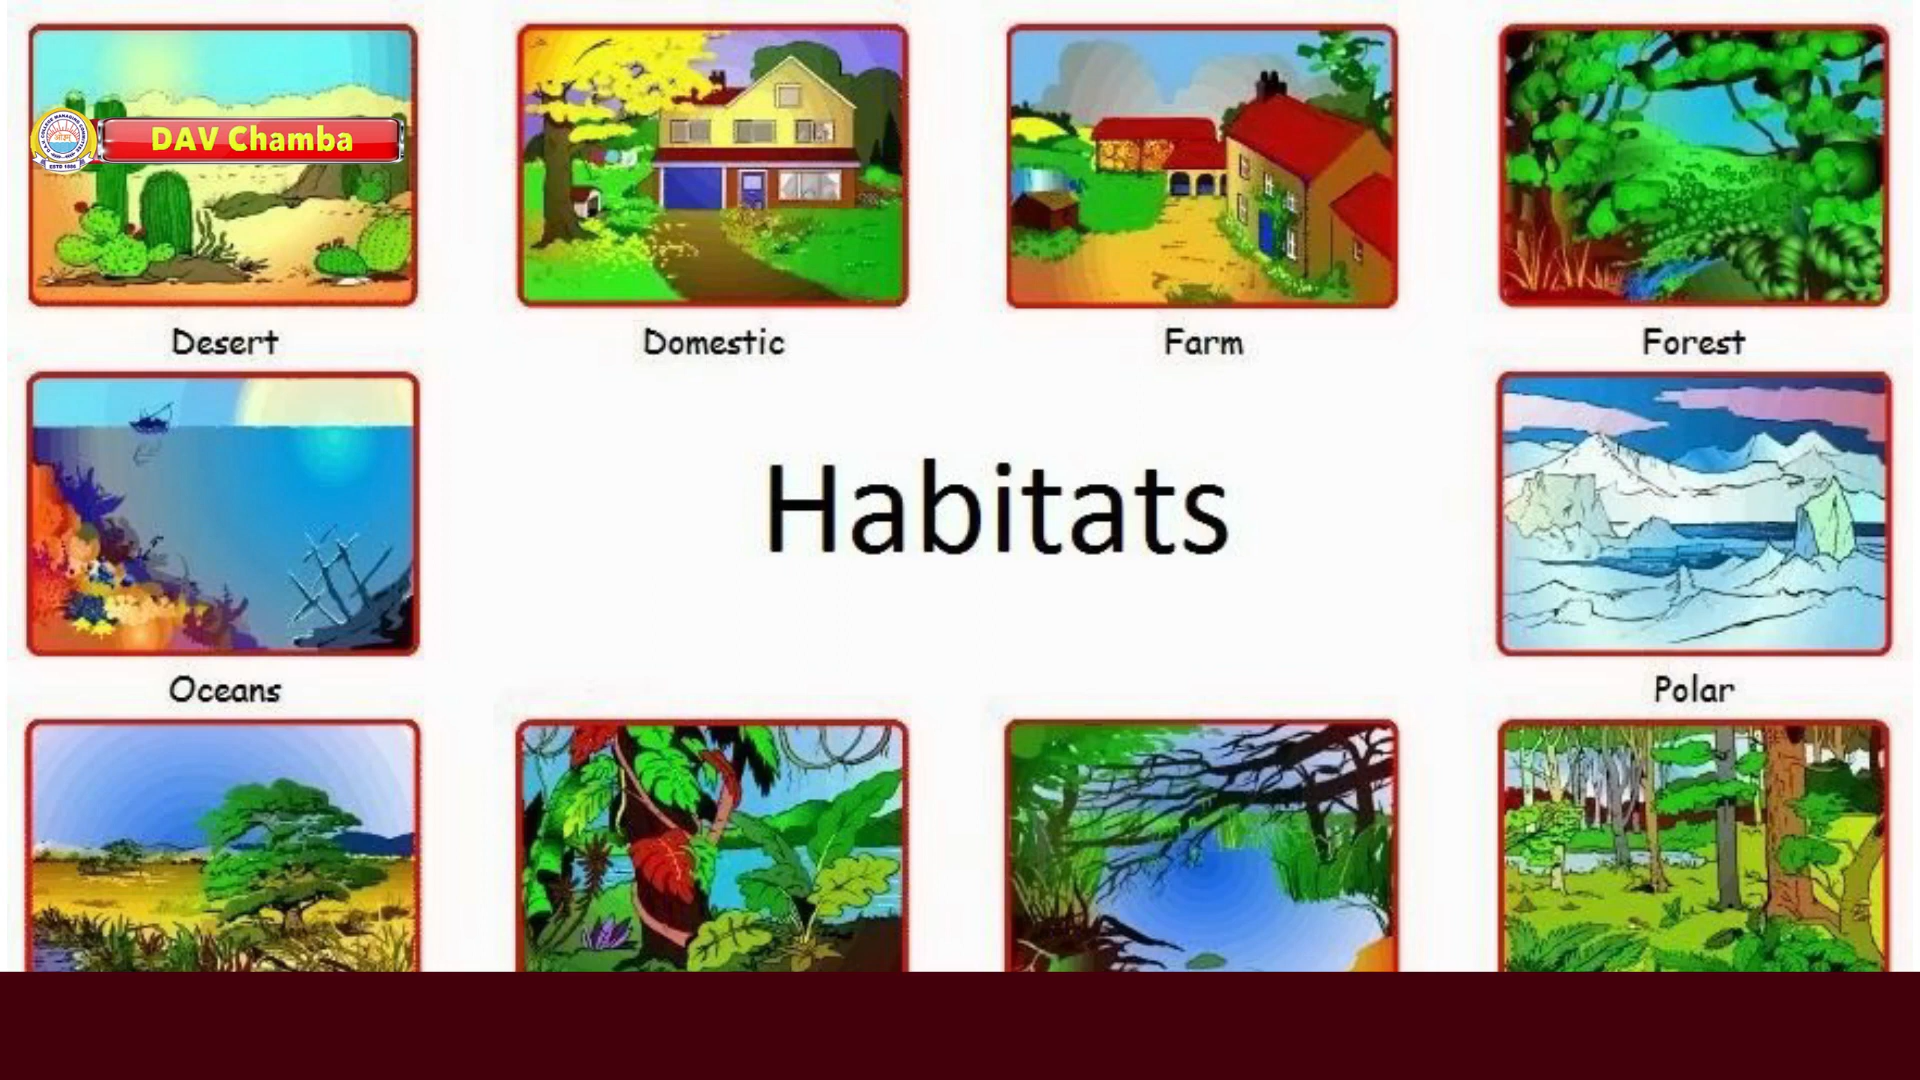 DAV Chamba
Desert
Domestic
Farm
Forest
Habitats
Oceans
Polar